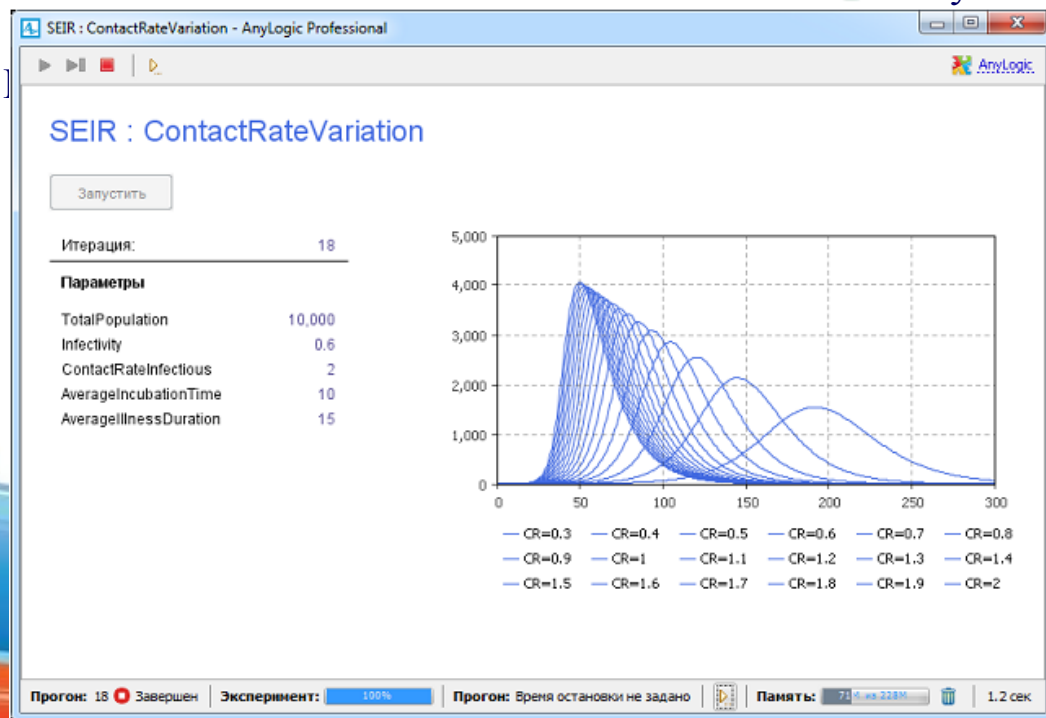 SEIR : ContactRateVariation - AnyLogic Professional
AnyLogic
SEIR : ContactRateVariation
Запустить
Итерация: 18
Параметры
TotalPopulation 10,000
Infectivity 0.6
ContactRateInfectious 2
AverageIncubationTime 10
AverageIllnessDuration 15
5,000
4,000
3,000
2,000
1,000
0
0 50 100 150 200 250 300
CR=0.3 CR=0.4 CR=0.5 CR=0.6 CR=0.7 CR=0.8
CR=0.9 CR=1 CR=1.1 CR=1.2 CR=1.3 CR=1.4
CR=1.5 CR=1.6 CR=1.7 CR=1.8 CR=1.9 CR=2
Прогон: 18 Завершен Эксперимент: 100% Прогон: Время остановки не задано Память: 71M из 228M 1.2 сек